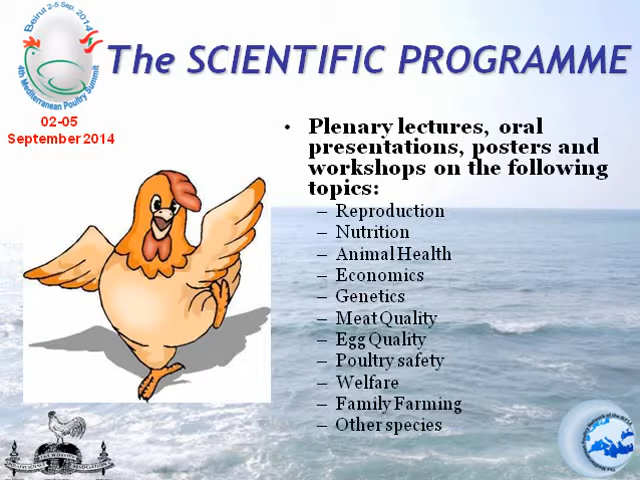 Beirut 2-5 Sep. 2014
4th Mediterranean Poultry Summit
The SCIENTIFIC PROGRAMME
02-05
September 2014
• Plenary lectures, oral
presentations, posters and
workshops on the following
topics:
– Reproduction
– Nutrition
– Animal Health
– Economics
– Genetics
– Meat Quality
– Egg Quality
– Poultry safety
– Welfare
– Family Farming
– Other species